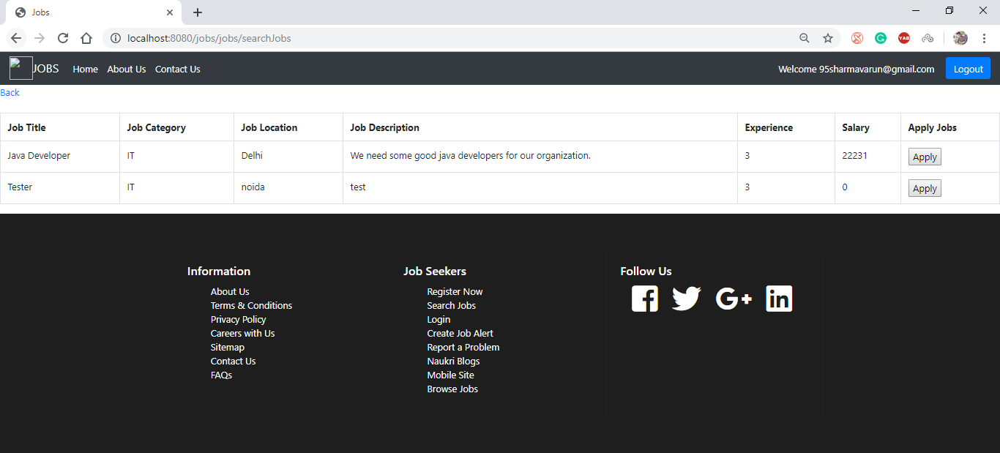 Jobs
localhost:8080/jobs/jobs/searchJobs
YAB
JOBS Home About Us Contact Us Welcome 95sharmavarun@gmail.com Logout
Back
Job Title Job Category Job Location Job Description Experience Salary Apply Jobs
Java Developer IT Delhi We need some good java developers for our organization. 3 22231 Apply
Tester IT noida test 3 0 Apply
Information
About Us
Terms & Conditions
Privacy Policy
Careers with Us
Sitemap
Contact Us
FAQs
Job Seekers
Register Now
Search Jobs
Login
Create Job Alert
Report a Problem
Naukri Blogs
Mobile Site
Browse Jobs
Follow Us
G+ in